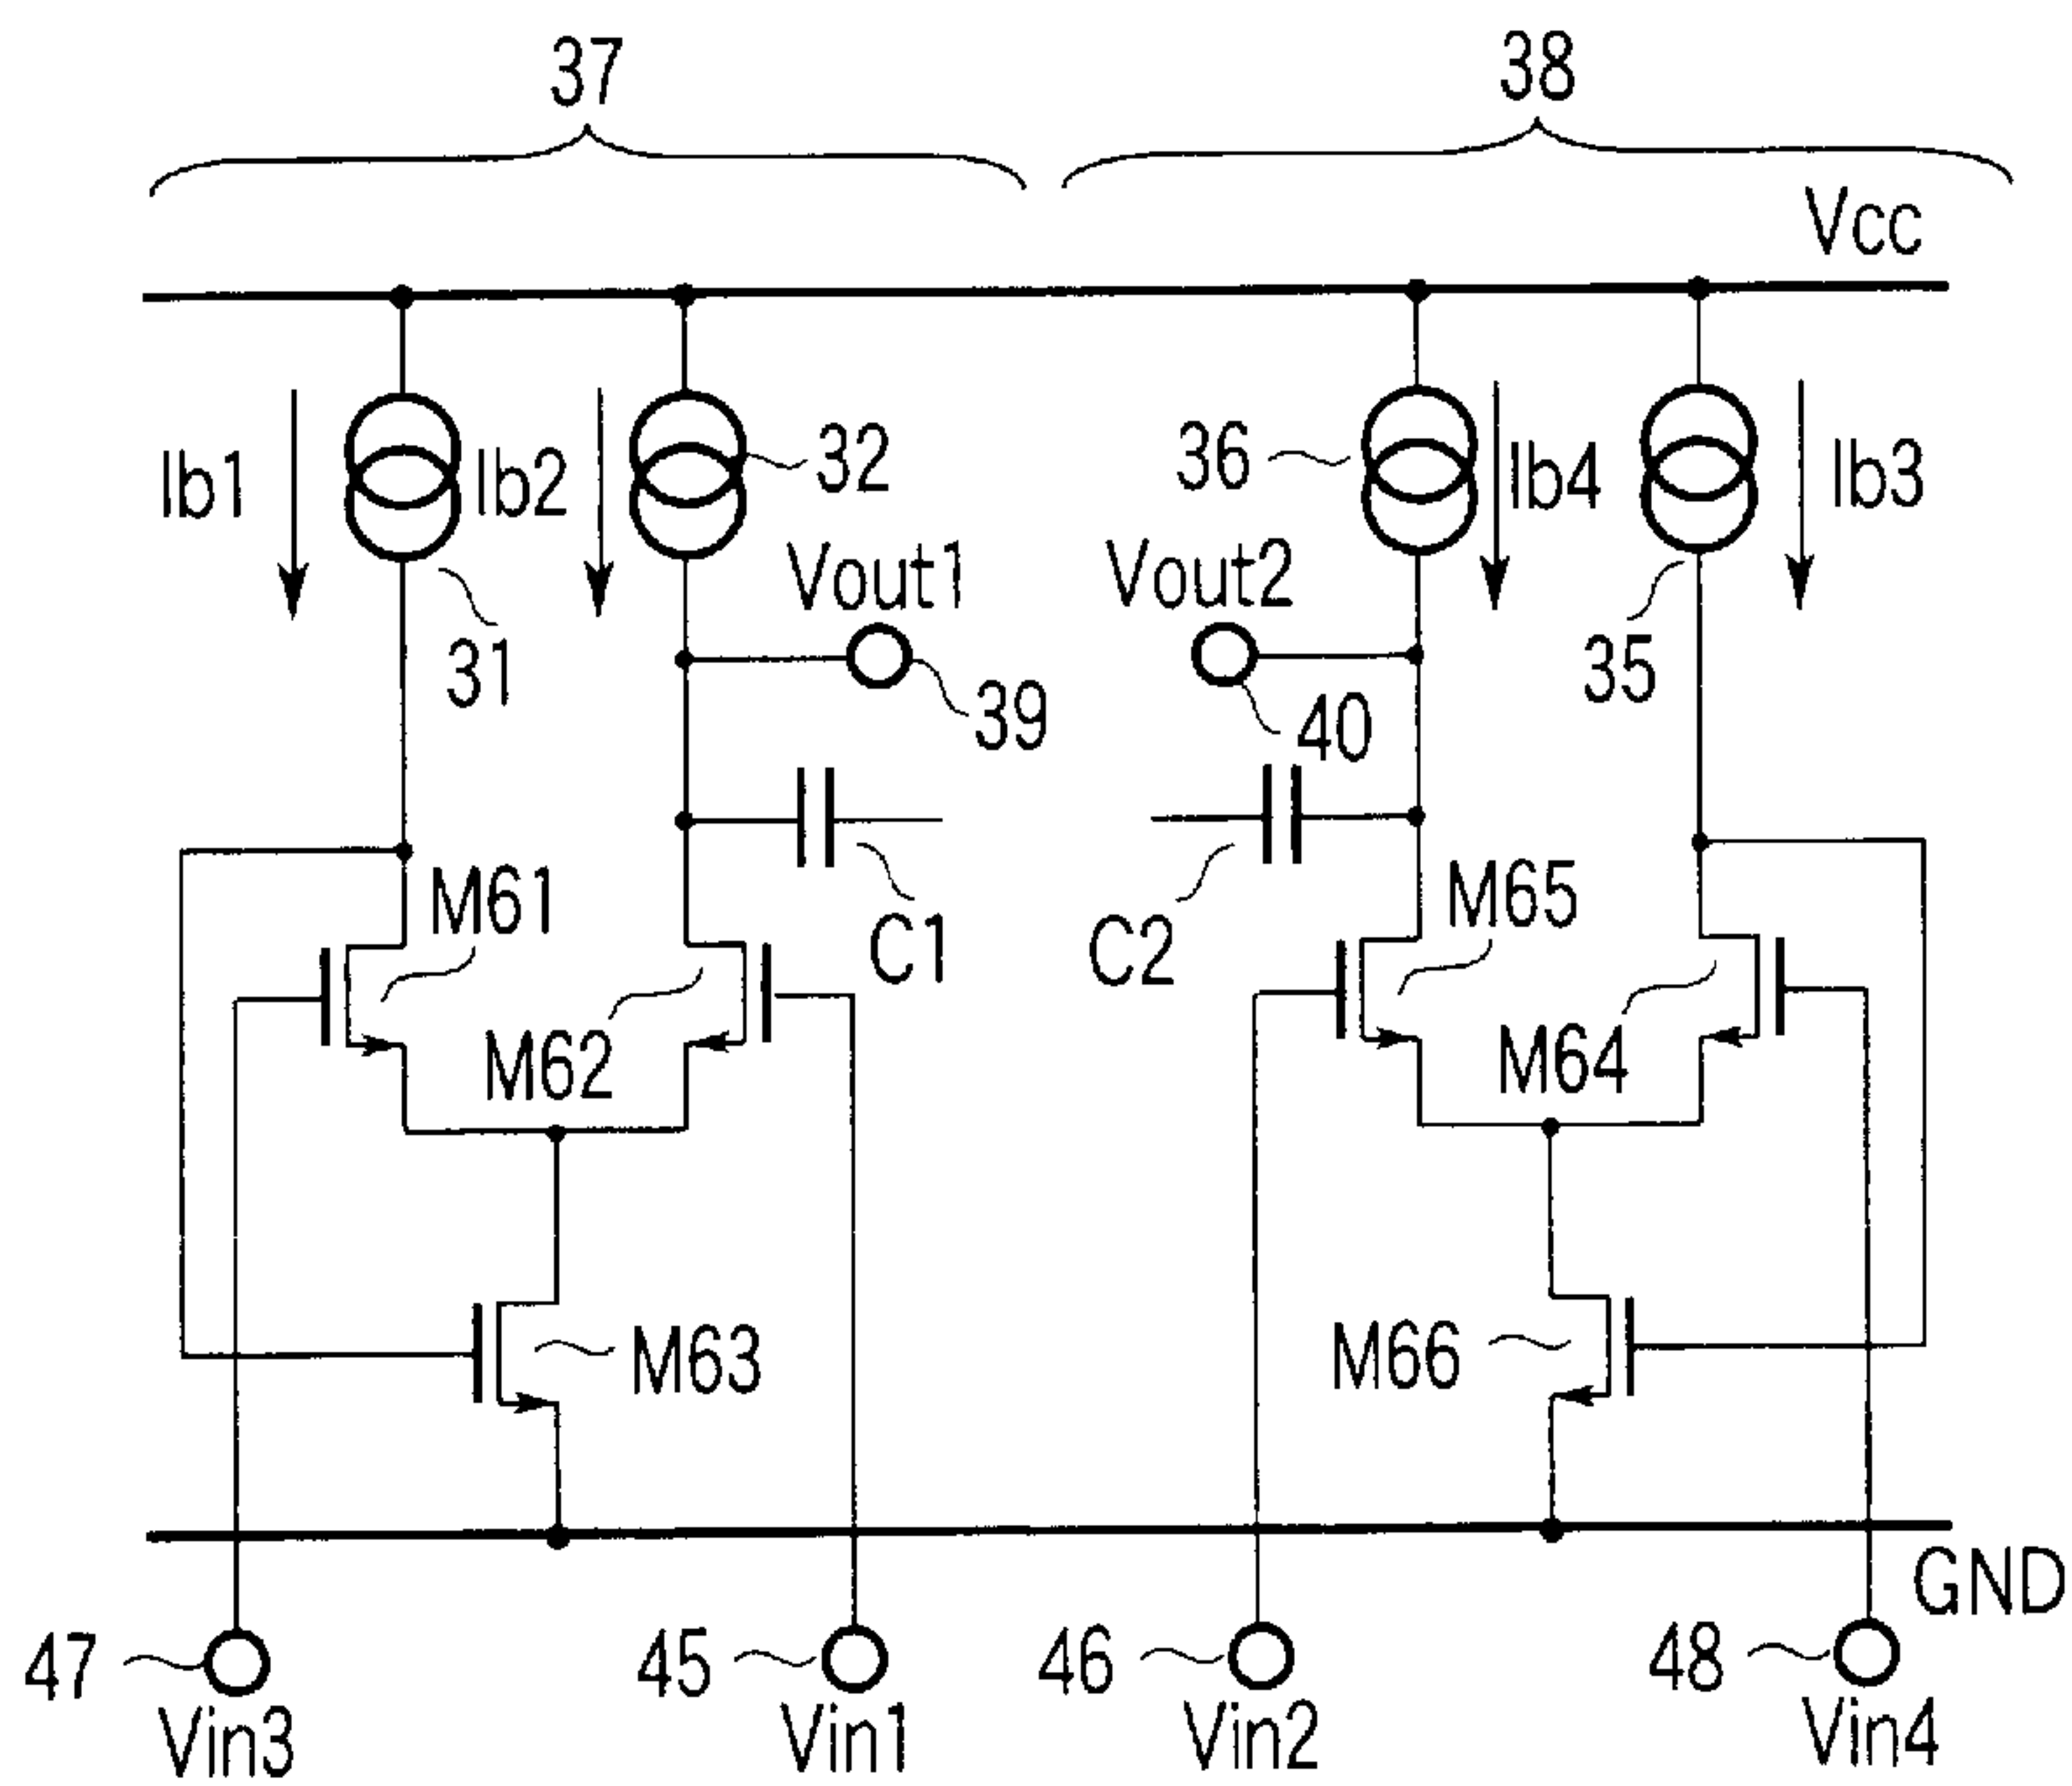 37
38
Vcc
Ib1
Ib2
32
36
Ib4
Ib3
Vout1
Vout2
31
39
40
35
M61
C1
C2
M65
M62
M64
M63
M66
GND
47
45
46
48
Vin3
Vin1
Vin2
Vin4